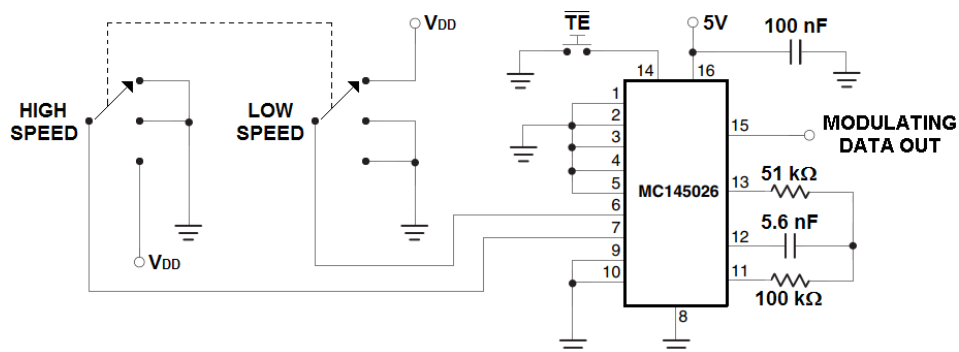 VDD
TE
5V
100 nF
14
16
HIGH
SPEED
LOW
SPEED
1
2
3
4
5
6
7
9
10
MC145026
15
MODULATING
DATA OUT
13
51 kΩ
12
5.6 nF
11
100 kΩ
8
VDD